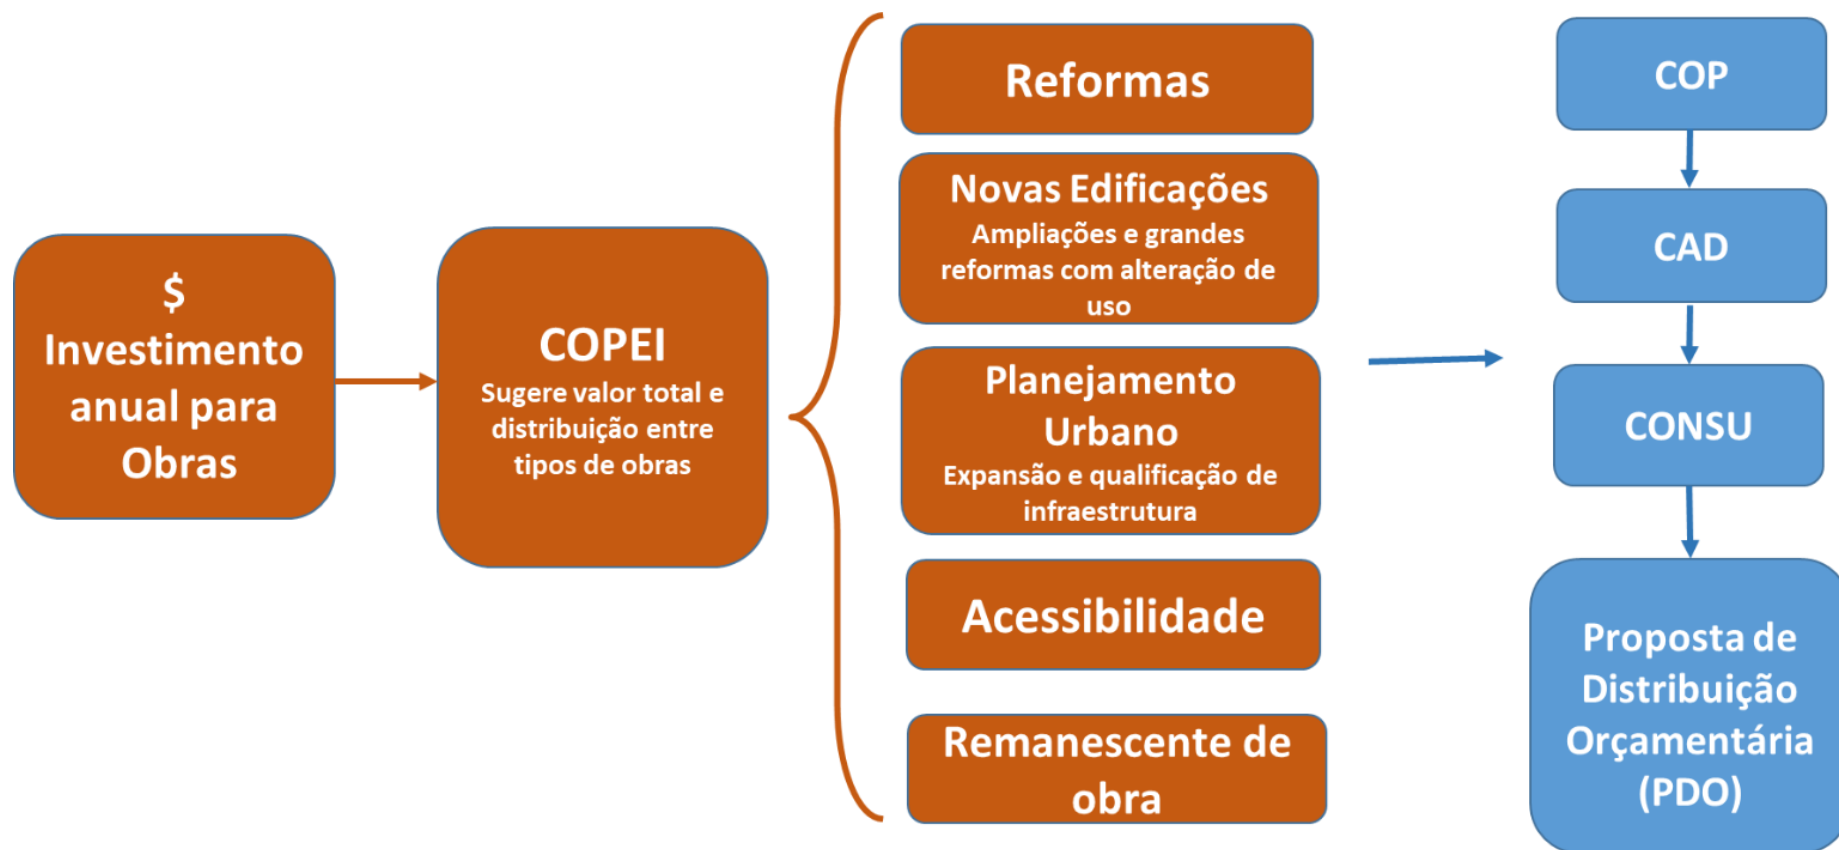 $
Investimento
anual para
Obras
COPEI
Sugere valor total e
distribuição entre
tipos de obras
Reformas
Novas Edificações
Ampliações e grandes
reformas com alteração de
uso
Planejamento
Urbano
Expansão e qualificação de
infraestrutura
Acessibilidade
Remanescente de
obra
COP
CAD
CONSU
Proposta de
Distribuição
Orçamentária
(PDO)